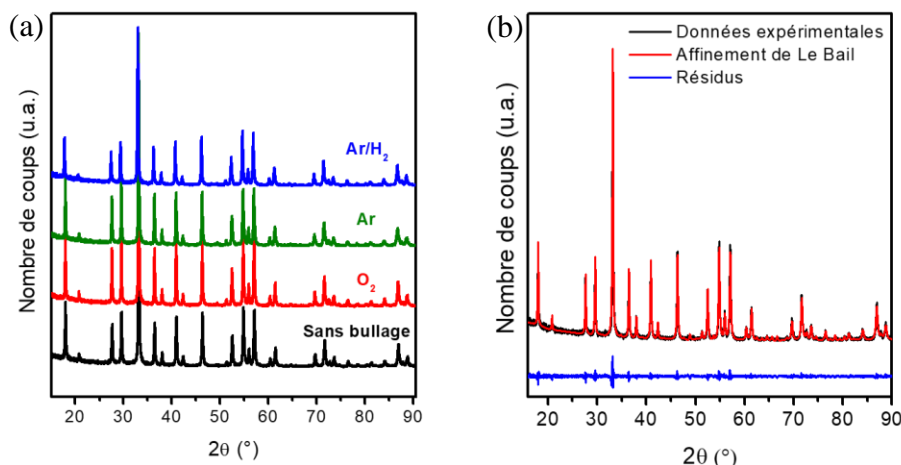 (a)
Nombre de coups (u.a.)
Ar/H2
Ar
O2
Sans bullage
20 30 40 50 60 70 80 90
2θ (°)
(b)
Données expérimentales
Affinement de Le Bail
Résidus
Nombre de coups (u.a.)
20 30 40 50 60 70 80 90
2θ (°)